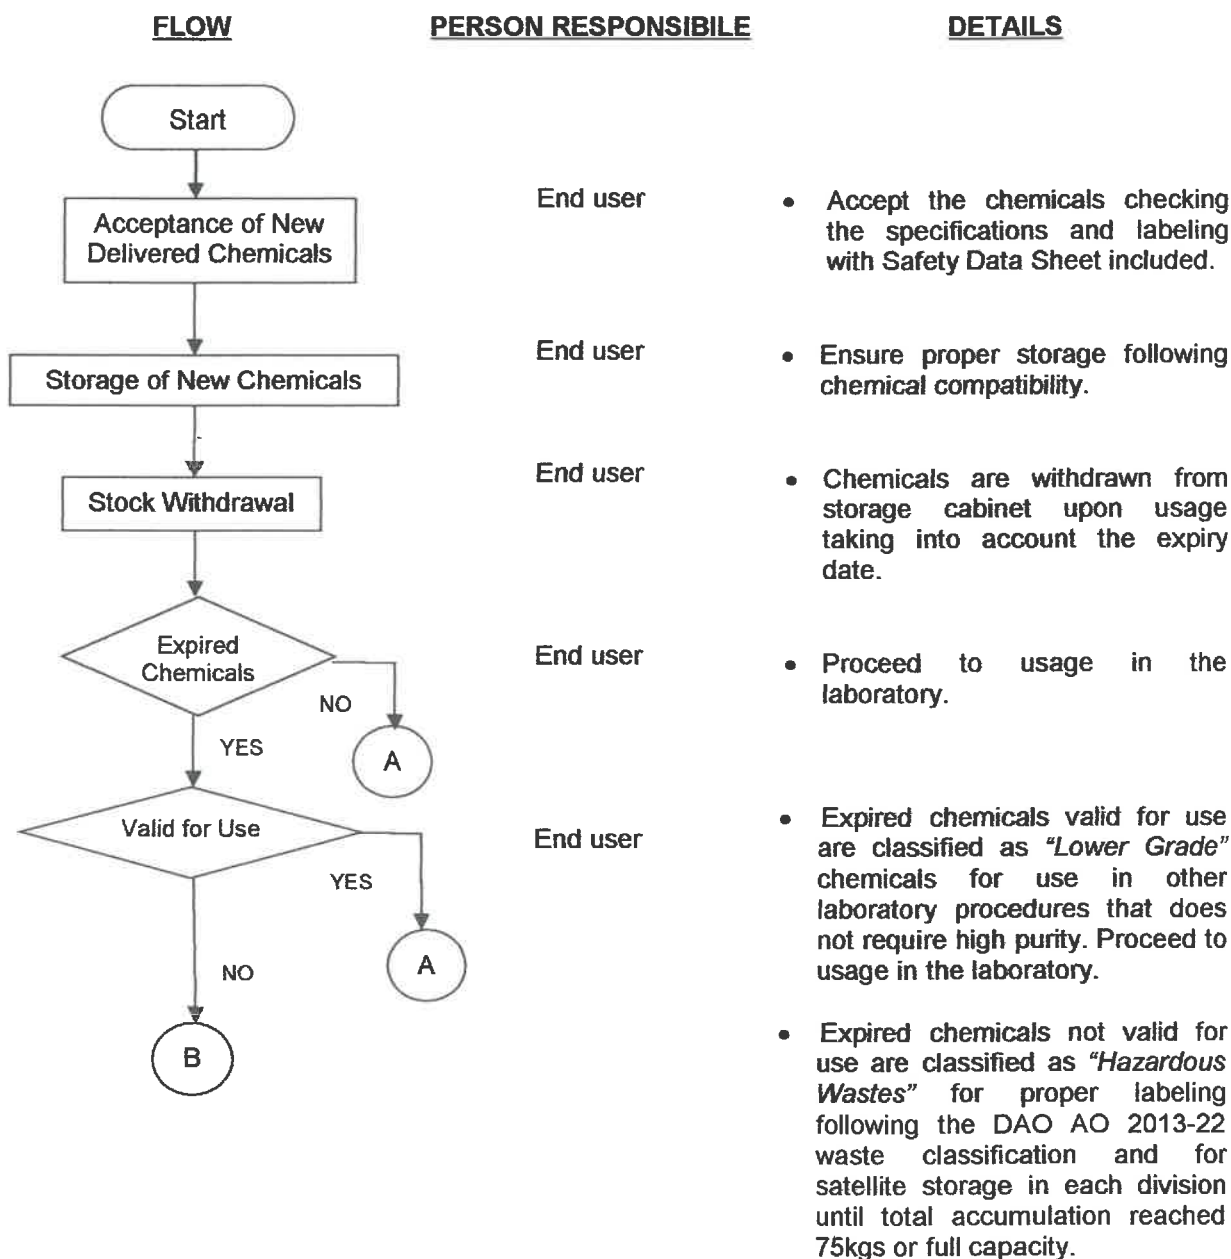 FLOW
PERSON RESPONSIBILE
DETAILS
Start
Acceptance of New
Delivered Chemicals
End user
• Accept the chemicals checking
the specifications and labeling
with Safety Data Sheet included.
Storage of New Chemicals
End user
• Ensure proper storage following
chemical compatibility.
Stock Withdrawal
End user
• Chemicals are withdrawn from
storage cabinet upon usage
taking into account the expiry
date.
Expired
Chemicals
NO
A
YES
End user
• Proceed to usage in the
laboratory.
Valid for Use
YES
A
NO
B
End user
• Expired chemicals valid for use
are classified as "Lower Grade"
chemicals for use in other
laboratory procedures that does
not require high purity. Proceed to
usage in the laboratory.
• Expired chemicals not valid for
use are classified as "Hazardous
Wastes" for proper labeling
following the DAO AO 2013-22
waste classification and for
satellite storage in each division
until total accumulation reached
75kgs or full capacity.